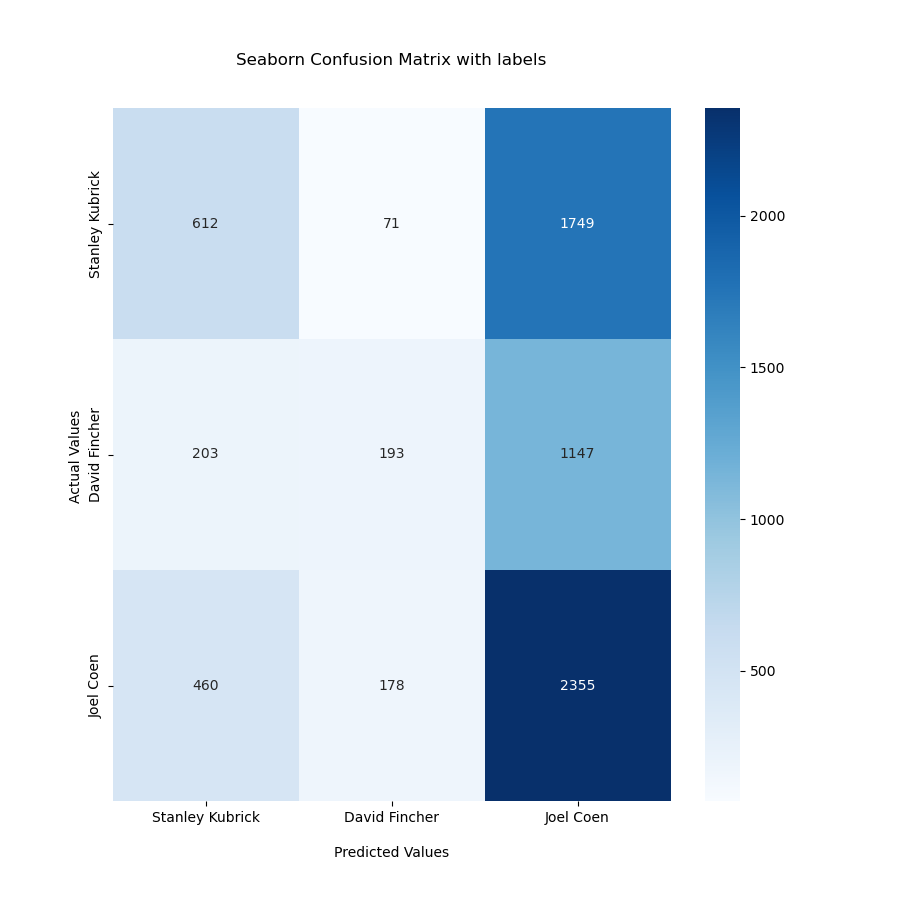 Seaborn Confusion Matrix with labels
Actual Values
Stanley Kubrick
612 71 1749
David Fincher
203 193 1147
Joel Coen
460 178 2355
Stanley Kubrick David Fincher Joel Coen
Predicted Values
2000
1500
1000
500